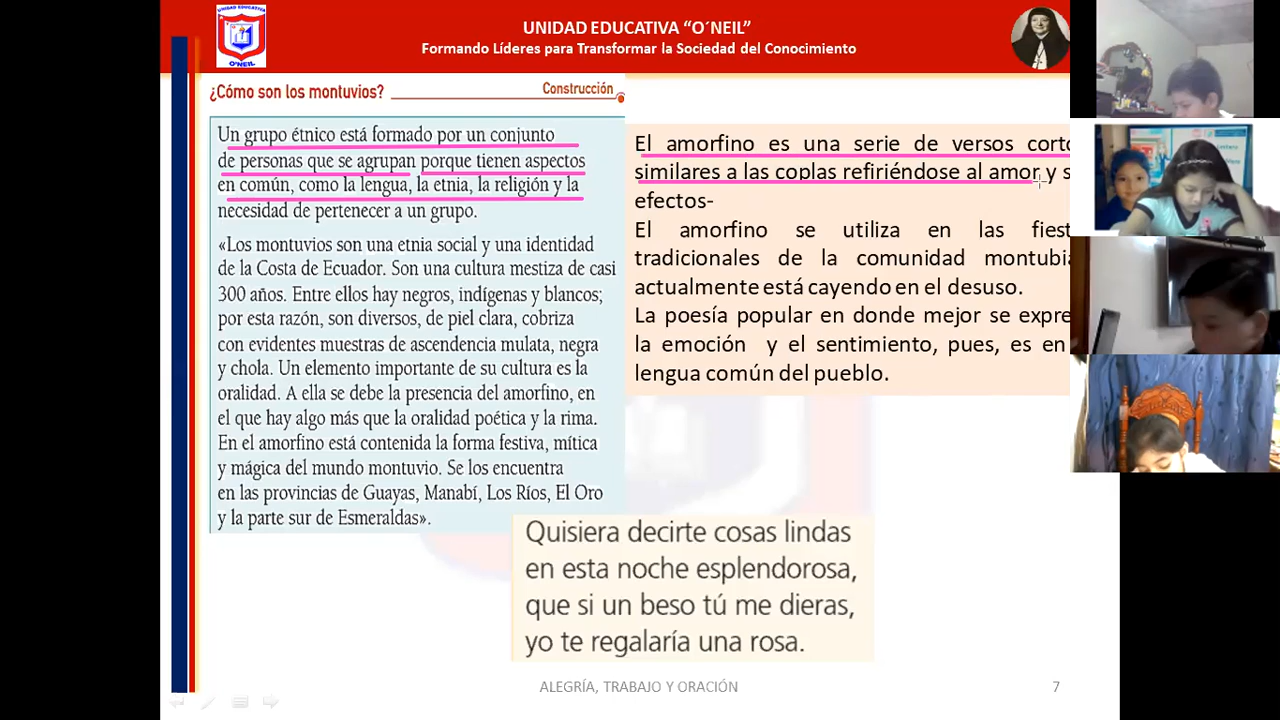 UNIDAD EDUCATIVA
O´NEIL
UNIDAD EDUCATIVA “O´NEIL”
Formando Líderes para Transformar la Sociedad del Conocimiento
¿Cómo son los montuvios?
Construcción
Un grupo étnico está formado por un conjunto
de personas que se agrupan porque tienen aspectos
en común, como la lengua, la etnia, la religión y la
necesidad de pertenecer a un grupo.
«Los montuvios son una etnia social y una identidad
de la Costa de Ecuador. Son una cultura mestiza de casi
300 años. Entre ellos hay negros, indígenas y blancos;
por esta razón, son diversos, de piel clara, cobriza
con evidentes muestras de ascendencia mulata, negra
y chola. Un elemento importante de su cultura es la
oralidad. A ella se debe la presencia del amorfino, en
el que hay algo más que la oralidad poética y la rima.
En el amorfino está contenida la forma festiva, mítica
y mágica del mundo montuvio. Se los encuentra
en las provincias de Guayas, Manabí, Los Ríos, El Oro
y la parte sur de Esmeraldas».
El amorfino es una serie de versos corto
similares a las coplas refiriéndose al amor y s
efectos-
El amorfino se utiliza en las fiest
tradicionales de la comunidad montubia
actualmente está cayendo en el desuso.
La poesía popular en donde mejor se expre
la emoción y el sentimiento, pues, es en
lengua común del pueblo.
Quisiera decirte cosas lindas
en esta noche esplendorosa,
que si un beso tú me dieras,
yo te regalaría una rosa.
ALEGRÍA, TRABAJO Y ORACIÓN
7